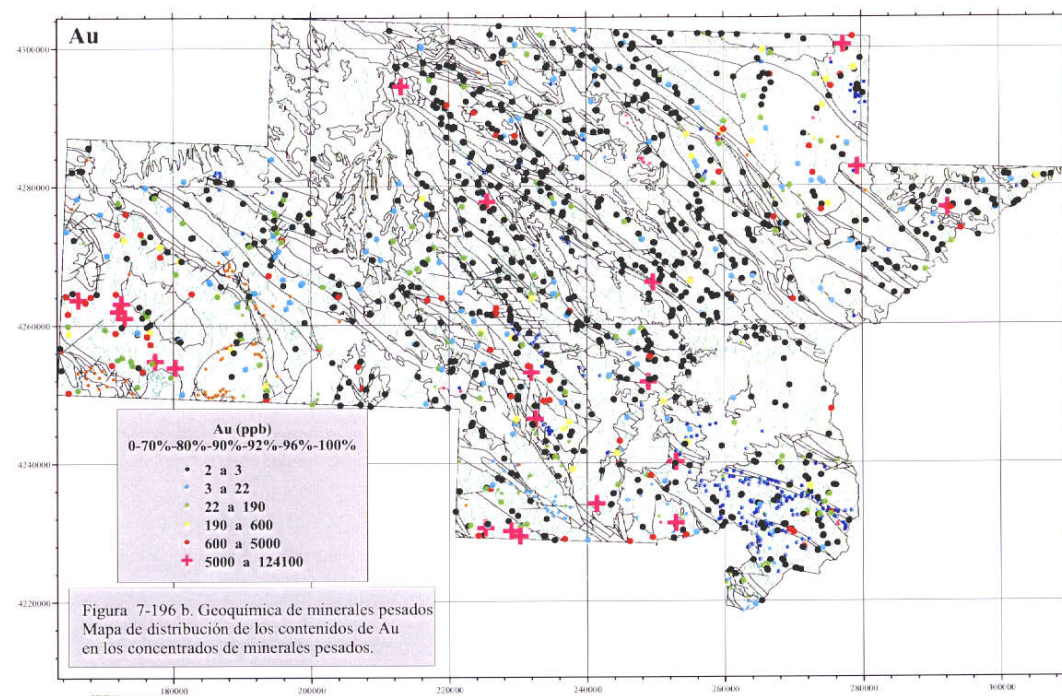 Au
4300000
4280000
4260000
4240000
4220000
Au (ppb)
0-70%-80%-90%-92%-96%-100%
2 a 3
3 a 22
22 a 190
190 a 600
600 a 5000
5000 a 124100
Figura 7-196 b. Geoquímica de minerales pesados
Mapa de distribución de los contenidos de Au
en los concentrados de minerales pesados.
180000 200000 220000 240000 260000 280000 300000